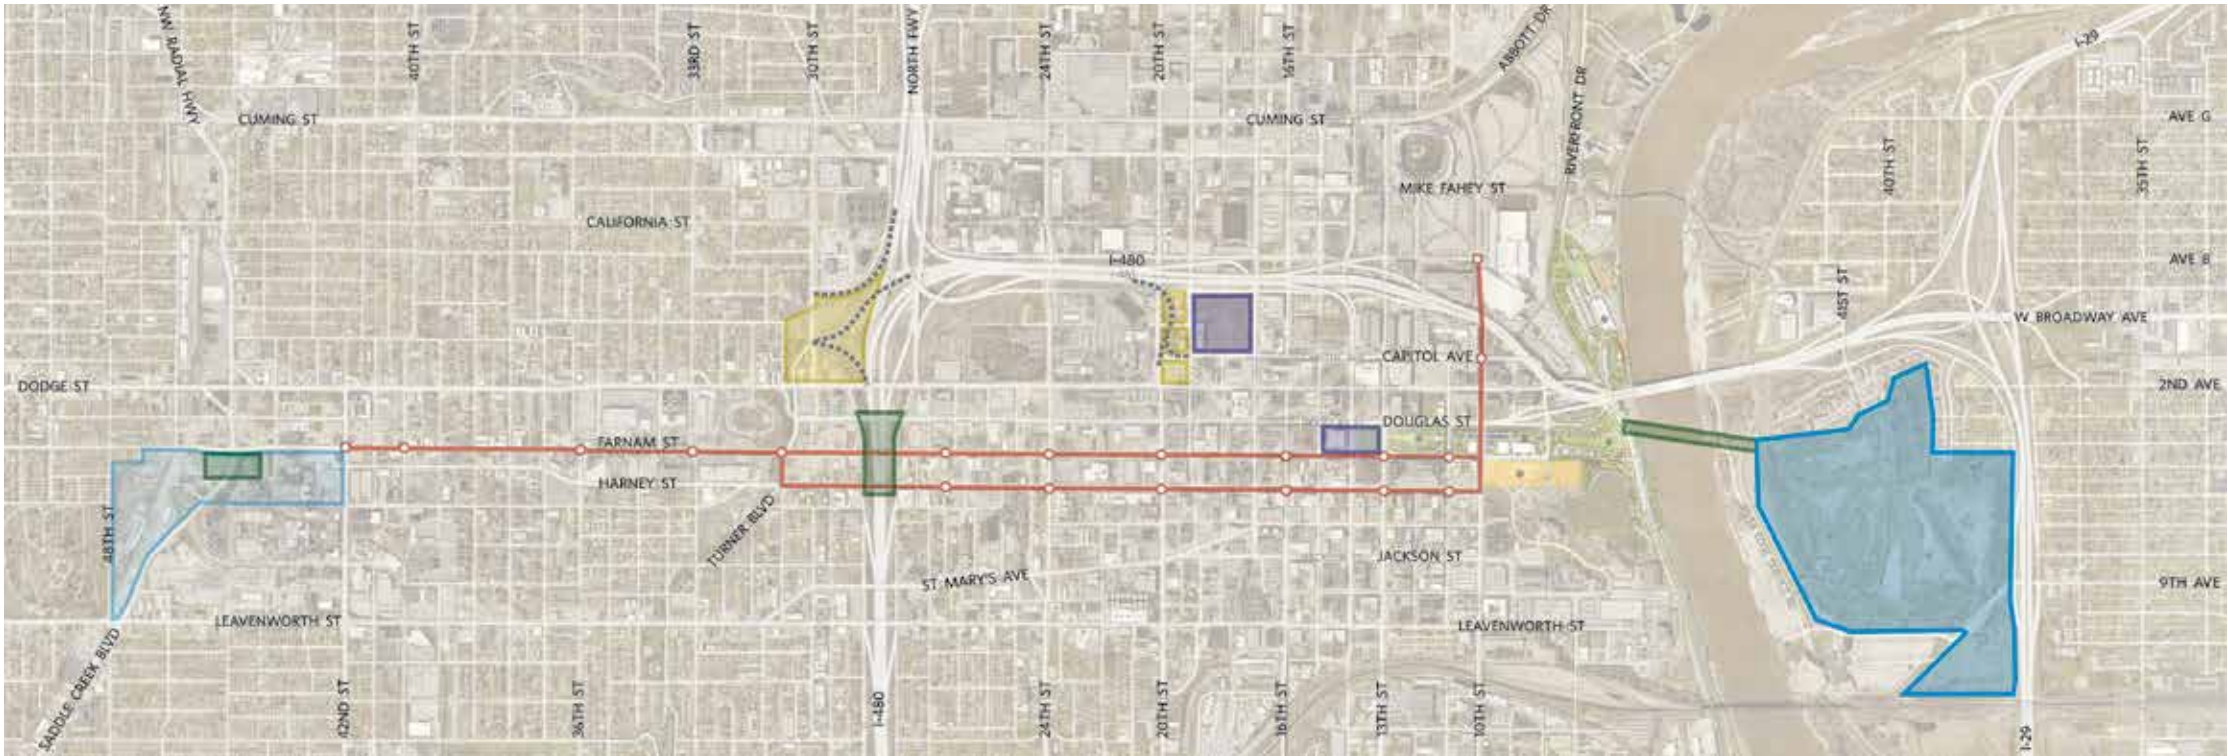 NW RADIAL HWY
40TH ST
33RD ST
30TH ST
NORTH FWY
24TH ST
20TH ST
16TH ST
ABBOTT DR
RIVERFRONT DR
I-29
CUMING ST
CUMING ST
AVE G
35TH ST
40TH ST
MIKE FAHEY ST
CALIFORNIA ST
I-480
AVE B
41ST ST
W BROADWAY AVE
CAPITOL AVE
DODGE ST
2ND AVE
DOUGLAS ST
FARNAM ST
HARNEY ST
48TH ST
TURNER BLVD
JACKSON ST
ST MARY'S AVE
9TH AVE
LEAVENWORTH ST
LEAVENWORTH ST
SADDLE CREEK BLVD
42ND ST
36TH ST
I-480
24TH ST
20TH ST
16TH ST
13TH ST
10TH ST
I-29